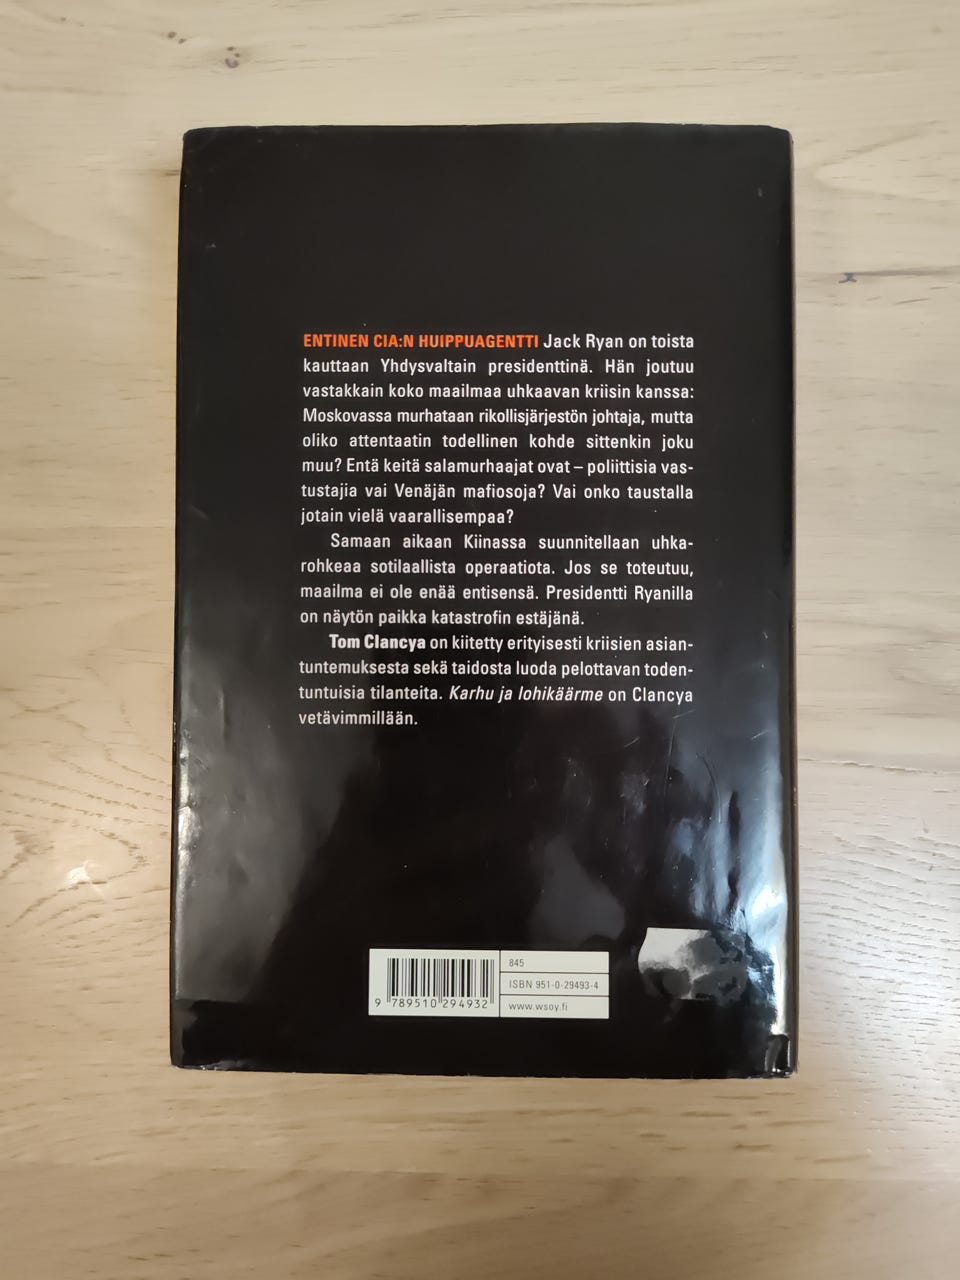 ENTINEN CIA:N HUIPPUAGENTTI Jack Ryan on toista
kauttaan Yhdysvaltain presidenttinä. Hän joutuu
vastakkain koko maailmaa uhkaavan kriisin kanssa:
Moskovassa murhataan rikollisjärjestön johtaja, mutta
oliko attentaatin todellinen kohde sittenkin joku
muu? Entä keitä salamurhaajat ovat – poliittisia vas-
tustajia vai Venäjän mafiosoja? Vai onko taustalla
jotain vielä vaarallisempaa?
Samaan aikaan Kiinassa suunnitellaan uhka-
rohkeaa sotilaallista operaatiota. Jos se toteutuu,
maailma ei ole enää entisensä. Presidentti Ryanilla
on näytön paikka katastrofin estäjänä.
Tom Clancya on kiitetty erityisesti kriisien asian-
tuntemuksesta sekä taidosta luoda pelottavan toden-
tuntuisia tilanteita. Karhu ja lohikäärme on Clancya
vetävimmillään.
845
ISBN 951-0-29493-4
www.wsoy.fi
9 789510 294932